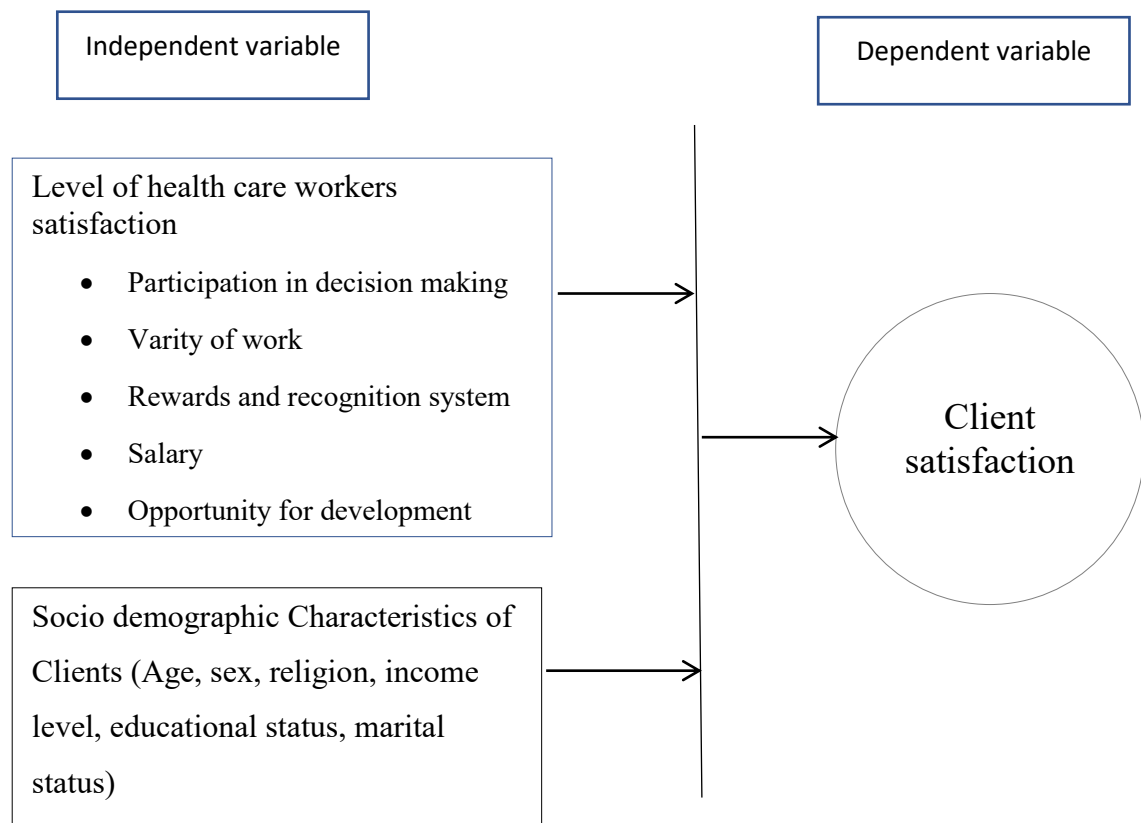 Independent variable
Dependent variable
Level of health care workers
satisfaction
• Participation in decision making
• Varity of work
• Rewards and recognition system
• Salary
• Opportunity for development
Client
satisfaction
Socio demographic Characteristics of
Clients (Age, sex, religion, income
level, educational status, marital
status)